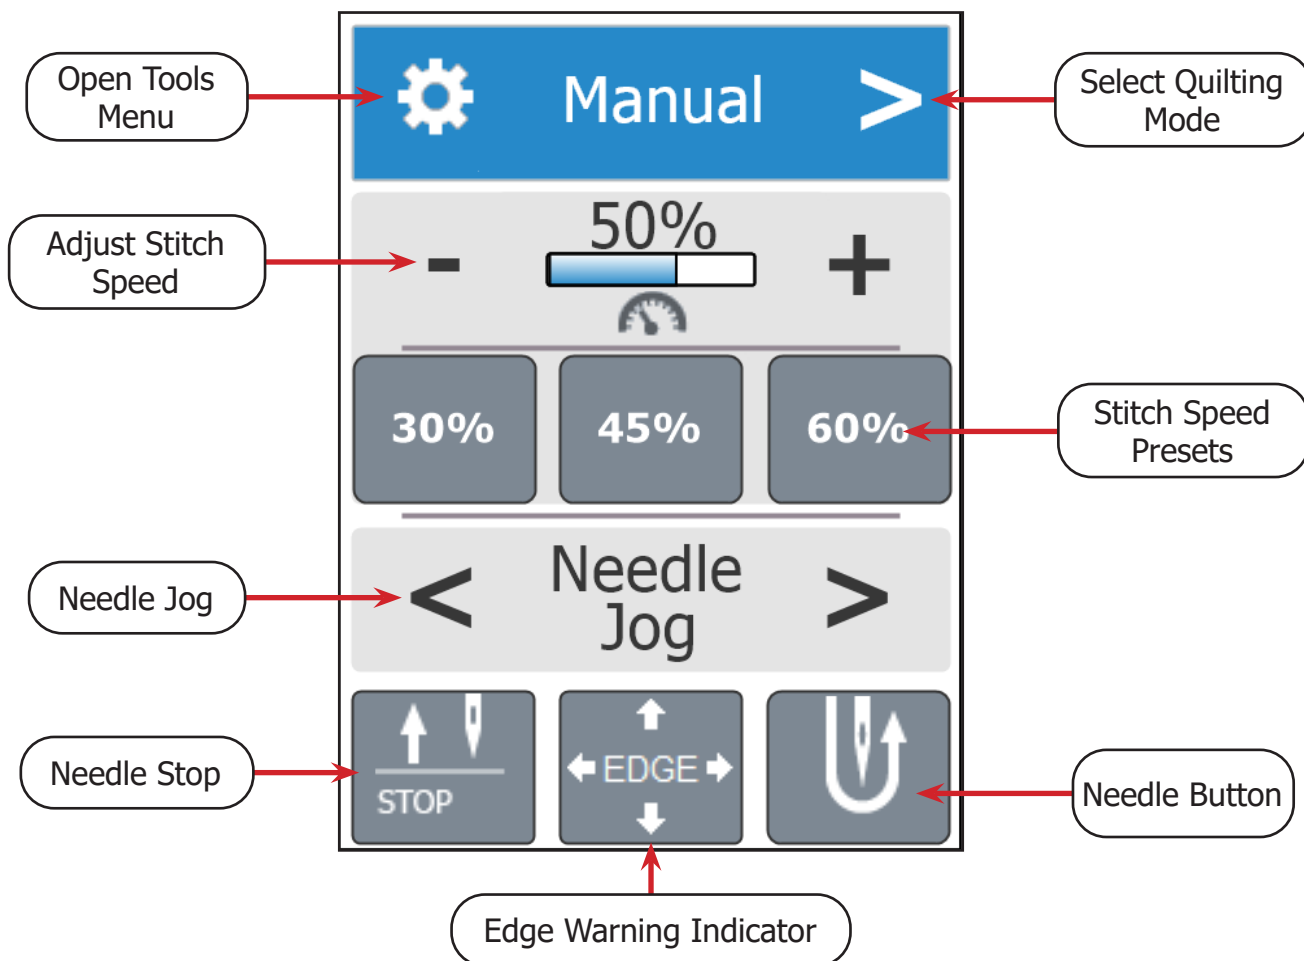 Open Tools
Menu
Manual
>
Select Quilting
Mode
Adjust Stitch
Speed
-
50%
+
30%
45%
60%
Stitch Speed
Presets
Needle Jog
<
Needle
Jog
>
Needle Stop
STOP
EDGE
Needle Button
Edge Warning Indicator